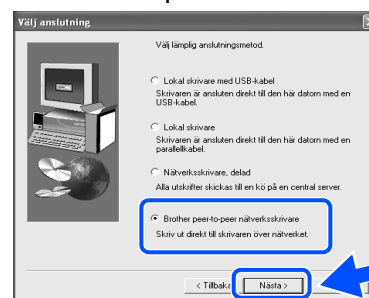 Välj anslutning
Välj lämplig anslutningsmetod.
Lokal skrivare med USB-kabel
Skrivaren är ansluten direkt till den här datorn med en
USB-kabel.
Lokal skrivare
Skrivaren är ansluten direkt till den här datorn med en
parallellkabel.
Nätverksskrivare, delad
Alla utskrifter skickas till en kö på en central server.
Brother peer-to-peer nätverksskrivare
Skriv ut direkt till skrivaren över nätverket.
< Tillbaka
Nästa >